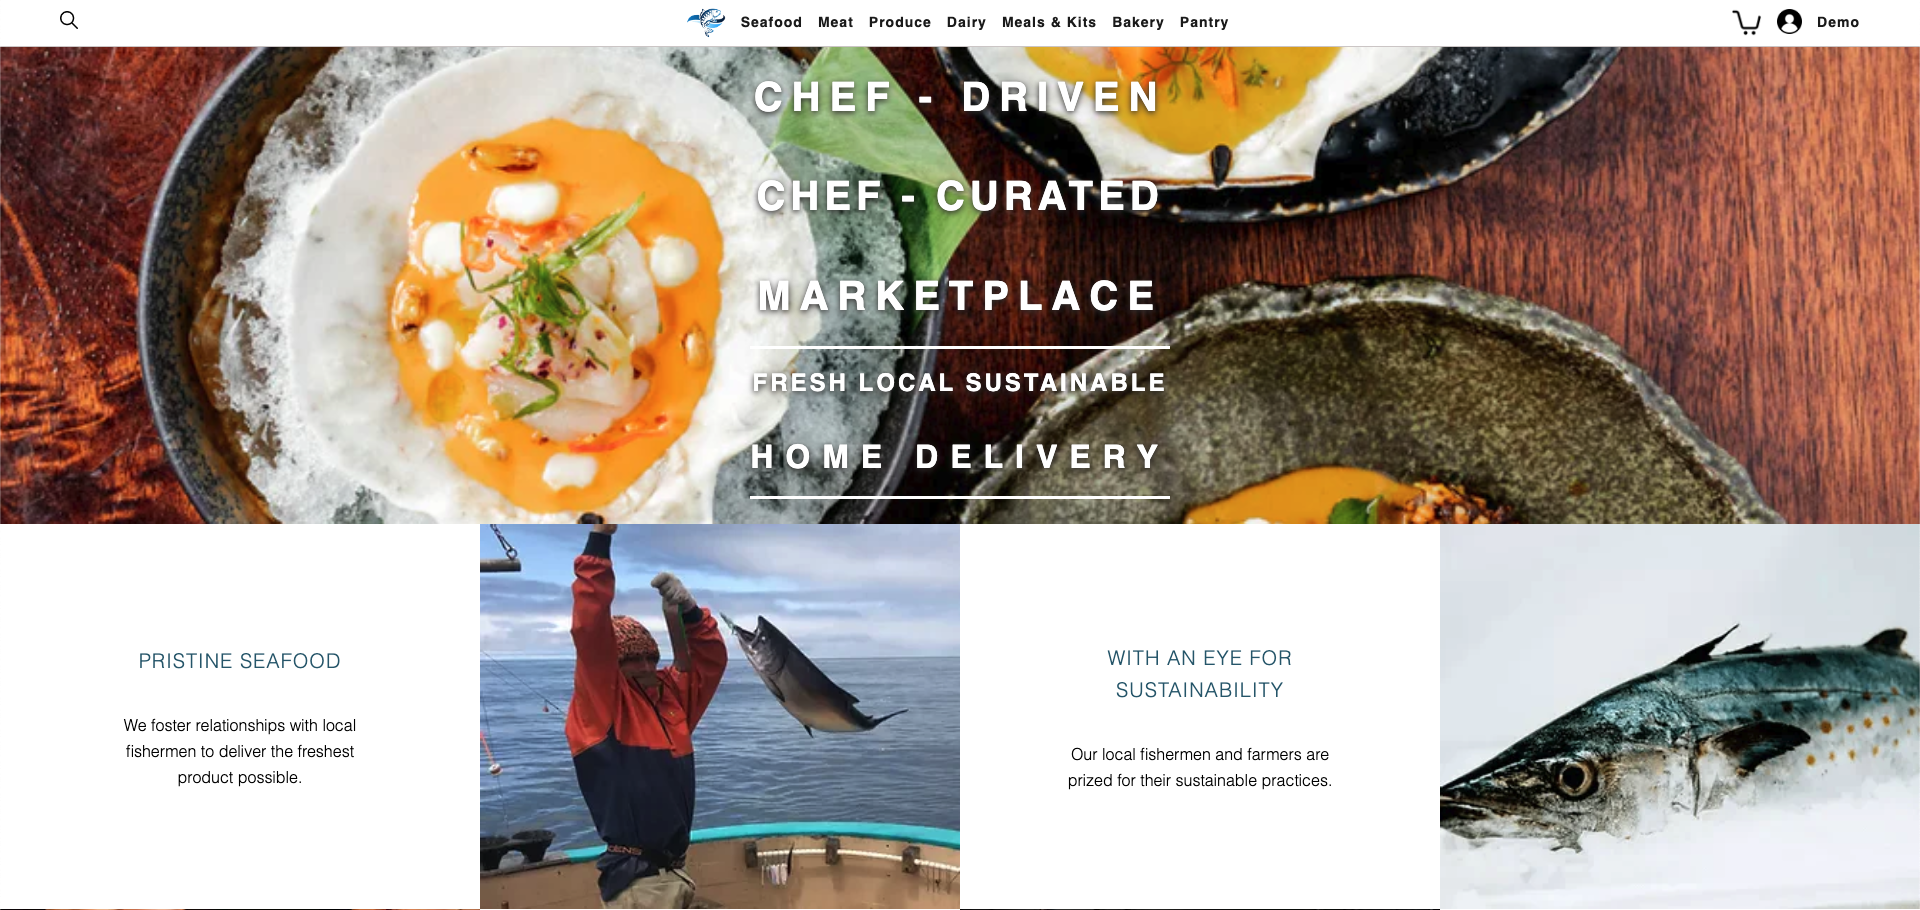 Seafood Meat Produce Dairy Meals & Kits Bakery Pantry Demo
CHEF - DRIVEN
CHEF - CURATED
MARKETPLACE
FRESH LOCAL SUSTAINABLE
HOME DELIVERY
PRISTINE SEAFOOD
We foster relationships with local
fishermen to deliver the freshest
product possible.
WITH AN EYE FOR
SUSTAINABILITY
Our local fishermen and farmers are
prized for their sustainable practices.